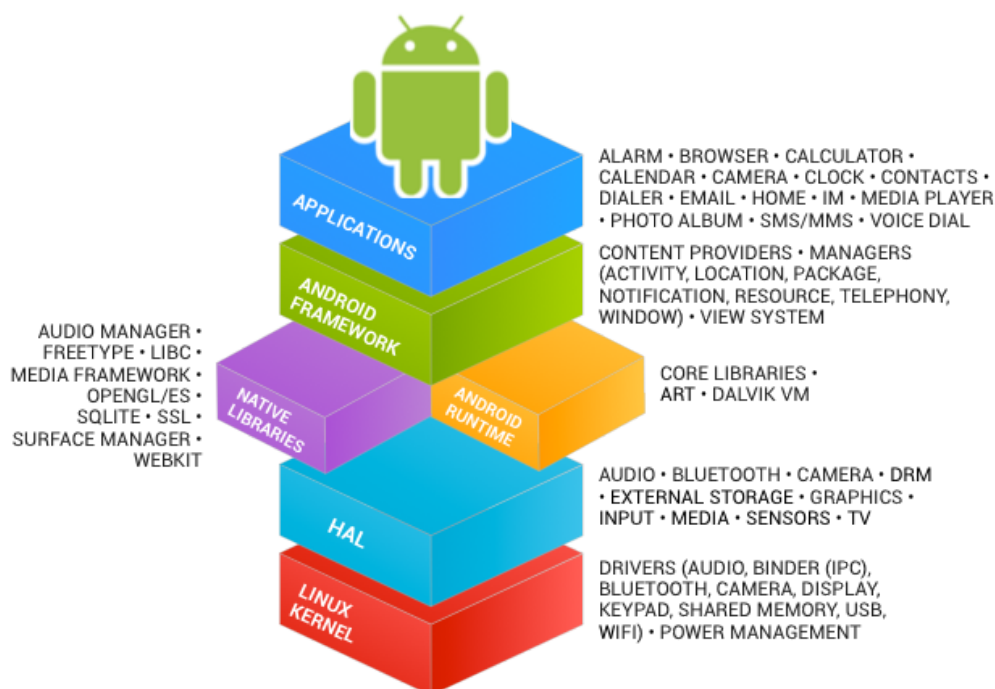 APPLICATIONS
ALARM • BROWSER • CALCULATOR •
CALENDAR • CAMERA • CLOCK • CONTACTS •
DIALER • EMAIL • HOME • IM • MEDIA PLAYER
• PHOTO ALBUM • SMS/MMS • VOICE DIAL
ANDROID
FRAMEWORK
CONTENT PROVIDERS • MANAGERS
(ACTIVITY, LOCATION, PACKAGE,
NOTIFICATION, RESOURCE, TELEPHONY,
WINDOW) • VIEW SYSTEM
AUDIO MANAGER •
FREETYPE • LIBC •
MEDIA FRAMEWORK •
OPENGL/ES •
SQLITE • SSL •
SURFACE MANAGER •
WEBKIT
NATIVE
LIBRARIES
ANDROID
RUNTIME
CORE LIBRARIES •
ART • DALVIK VM
HAL
AUDIO • BLUETOOTH • CAMERA • DRM
• EXTERNAL STORAGE • GRAPHICS •
INPUT • MEDIA • SENSORS • TV
LINUX
KERNEL
DRIVERS (AUDIO, BINDER (IPC),
BLUETOOTH, CAMERA, DISPLAY,
KEYPAD, SHARED MEMORY, USB,
WIFI) • POWER MANAGEMENT